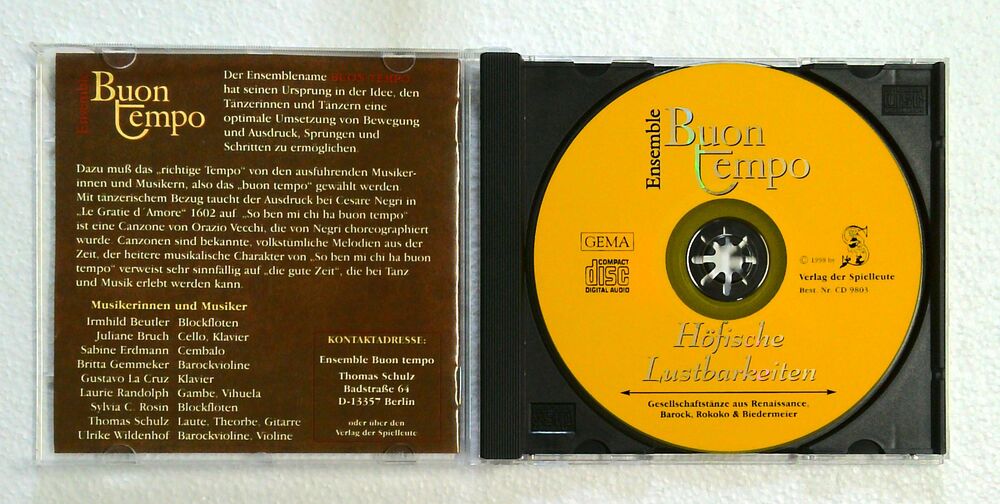 Ensemble
Buon
tempo
Der Ensemblename BUON TEMPO
hat seinen Ursprung in der Idee, den
Tänzerinnen und Tänzern eine
optimale Umsetzung von Bewegung
und Ausdruck, Sprüngen und
Schritten zu ermöglichen.
Dazu muß das „richtige Tempo“ von den ausführenden Musiker-
innen und Musikern, also das „buon tempo“ gewählt werden.
Mit tänzerischem Bezug taucht der Ausdruck bei Cesare Negri in
„Le Gratie d´Amore“ 1602 auf. „So ben mi chi ha buon tempo“
ist eine Canzone von Orazio Vecchi, die von Negri choreographiert
wurde. Canzonen sind bekannte, volkstümliche Melodien aus der
Zeit, der heitere musikalische Charakter von „So ben mi chi ha buon
tempo“ verweist sehr sinnfällig auf „die gute Zeit“, die bei Tanz
und Musik erlebt werden kann.
Musikerinnen und Musiker
Irmhild Beutler Blockflöten
Juliane Bruch Cello, Klavier
Sabine Erdmann Cembalo
Britta Gemmeker Barockvioline
Gustavo La Cruz Klavier
Laurie Randolph Gambe, Vihuela
Sylvia C. Rosin Blockflöten
Thomas Schulz Laute, Theorbe, Gitarre
Ulrike Wildenhof Barockvioline, Violine
KONTAKTADRESSE:
Ensemble Buon tempo
Thomas Schulz
Badstraße 64
D-13357 Berlin
oder über den
Verlag der Spielleute
Ensemble
Buon
tempo
GEMA
COMPACT
disc
DIGITAL AUDIO
© 1998 by
Verlag der Spielleute
Best. Nr. CD 9803
Höfische
Lustbarkeiten
Gesellschaftstänze aus Renaissance,
Barock, Rokoko & Biedermeier